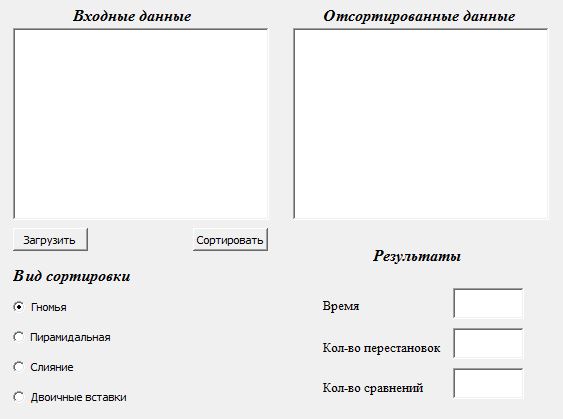 Входные данные
Отсортированные данные
Загрузить
Сортировать
Вид сортировки
Гномья
Пирамидальная
Слияние
Двоичные вставки
Результаты
Время
Кол-во перестановок
Кол-во сравнений